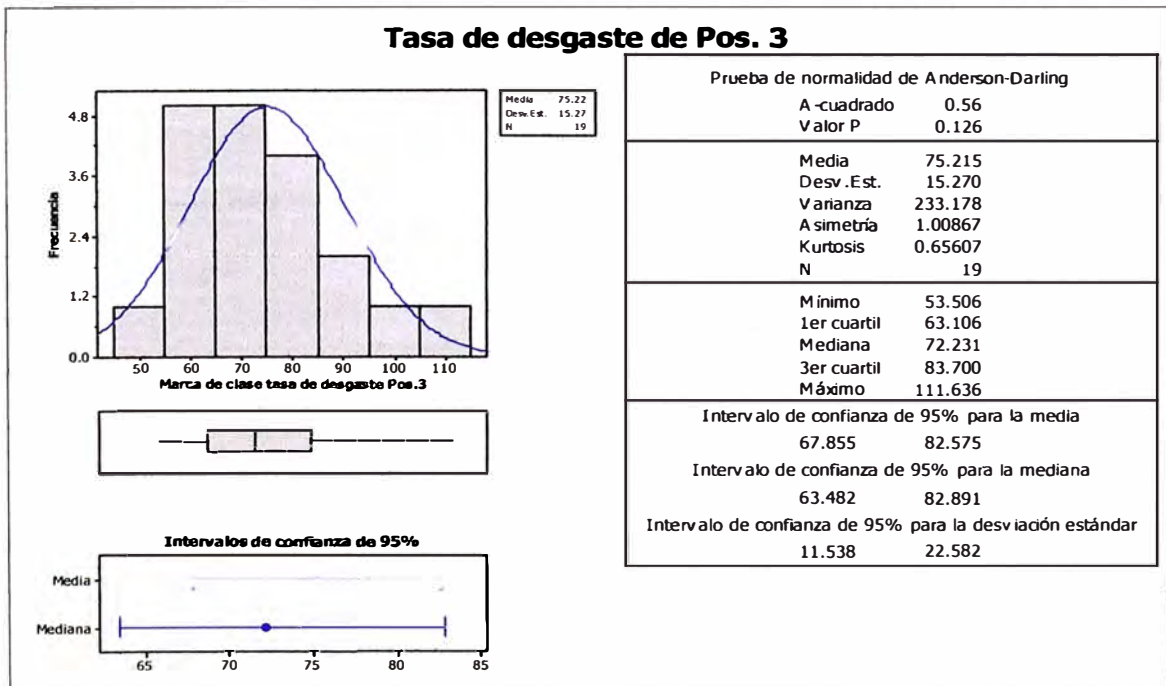 Tasa de desgaste de Pos. 3
Media 75.22
Desv.Est. 15.27
N 19
4.8
3.6
2.4
1.2
0.0
Frecuencia
50 60 70 80 90 100 110
Marca de clase tasa de desgaste Pos.3
Intervalos de confianza de 95%
Media
Mediana
65 70 75 80 85
Prueba de normalidad de Anderson-Darling
A-cuadrado 0.56
Valor P 0.126
Media 75.215
Desv.Est. 15.270
Varianza 233.178
Asimetría 1.00867
Kurtosis 0.65607
N 19
Mínimo 53.506
1er cuartil 63.106
Mediana 72.231
3er cuartil 83.700
Máximo 111.636
Intervalo de confianza de 95% para la media
67.855 82.575
Intervalo de confianza de 95% para la mediana
63.482 82.891
Intervalo de confianza de 95% para la desviación estándar
11.538 22.582